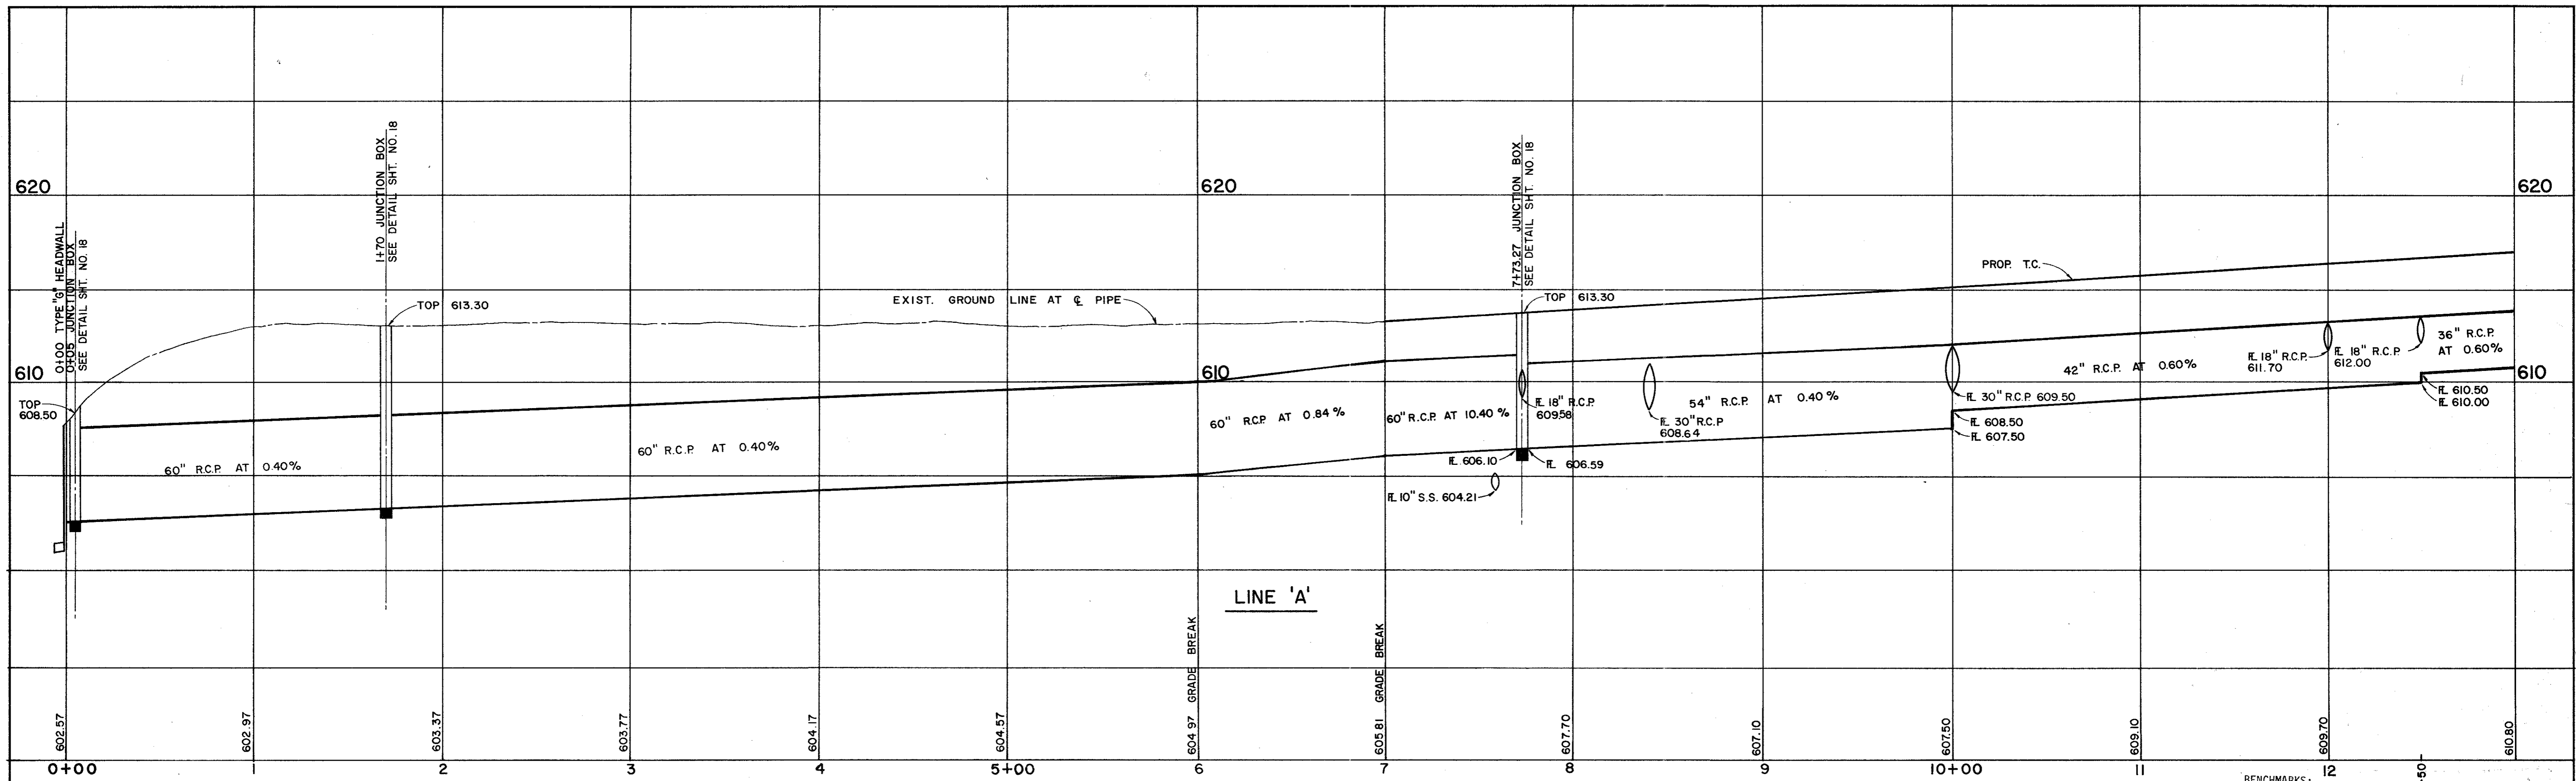 620
620
620
0+00 TYPE "G" HEADWALL
0+05 JUNCTION BOX
SEE DETAIL SHT. NO. 18
1+70 JUNCTION BOX
SEE DETAIL SHT. NO. 18
7+73.27 JUNCTION BOX
SEE DETAIL SHT. NO. 18
PROP. T.C.
TOP 613.30
EXIST. GROUND LINE AT ℄ PIPE
TOP 613.30
610
610
610
TOP
608.50
36" R.C.P.
AT 0.60%
FL 18" R.C.P.
611.70
FL 18" R.C.P.
612.00
42" R.C.P. AT 0.60%
FL 610.50
FL 610.00
FL 30" R.C.P. 609.50
FL 18" R.C.P.
609.58
54" R.C.P. AT 0.40%
60" R.C.P. AT 0.84%
60" R.C.P. AT 10.40%
FL 30" R.C.P
608.64
FL 608.50
FL 607.50
60" R.C.P. AT 0.40%
60" R.C.P. AT 0.40%
FL 606.10
FL 606.59
FL 10" S.S. 604.21
LINE 'A'
602.57
602.97
603.37
603.77
604.17
604.57
604.97 GRADE BREAK
605.81 GRADE BREAK
607.70
607.10
607.50
609.10
609.70
610.80
0+00
1
2
3
4
5+00
6
7
8
9
10+00
11
12
.50
BENCHMARKS: